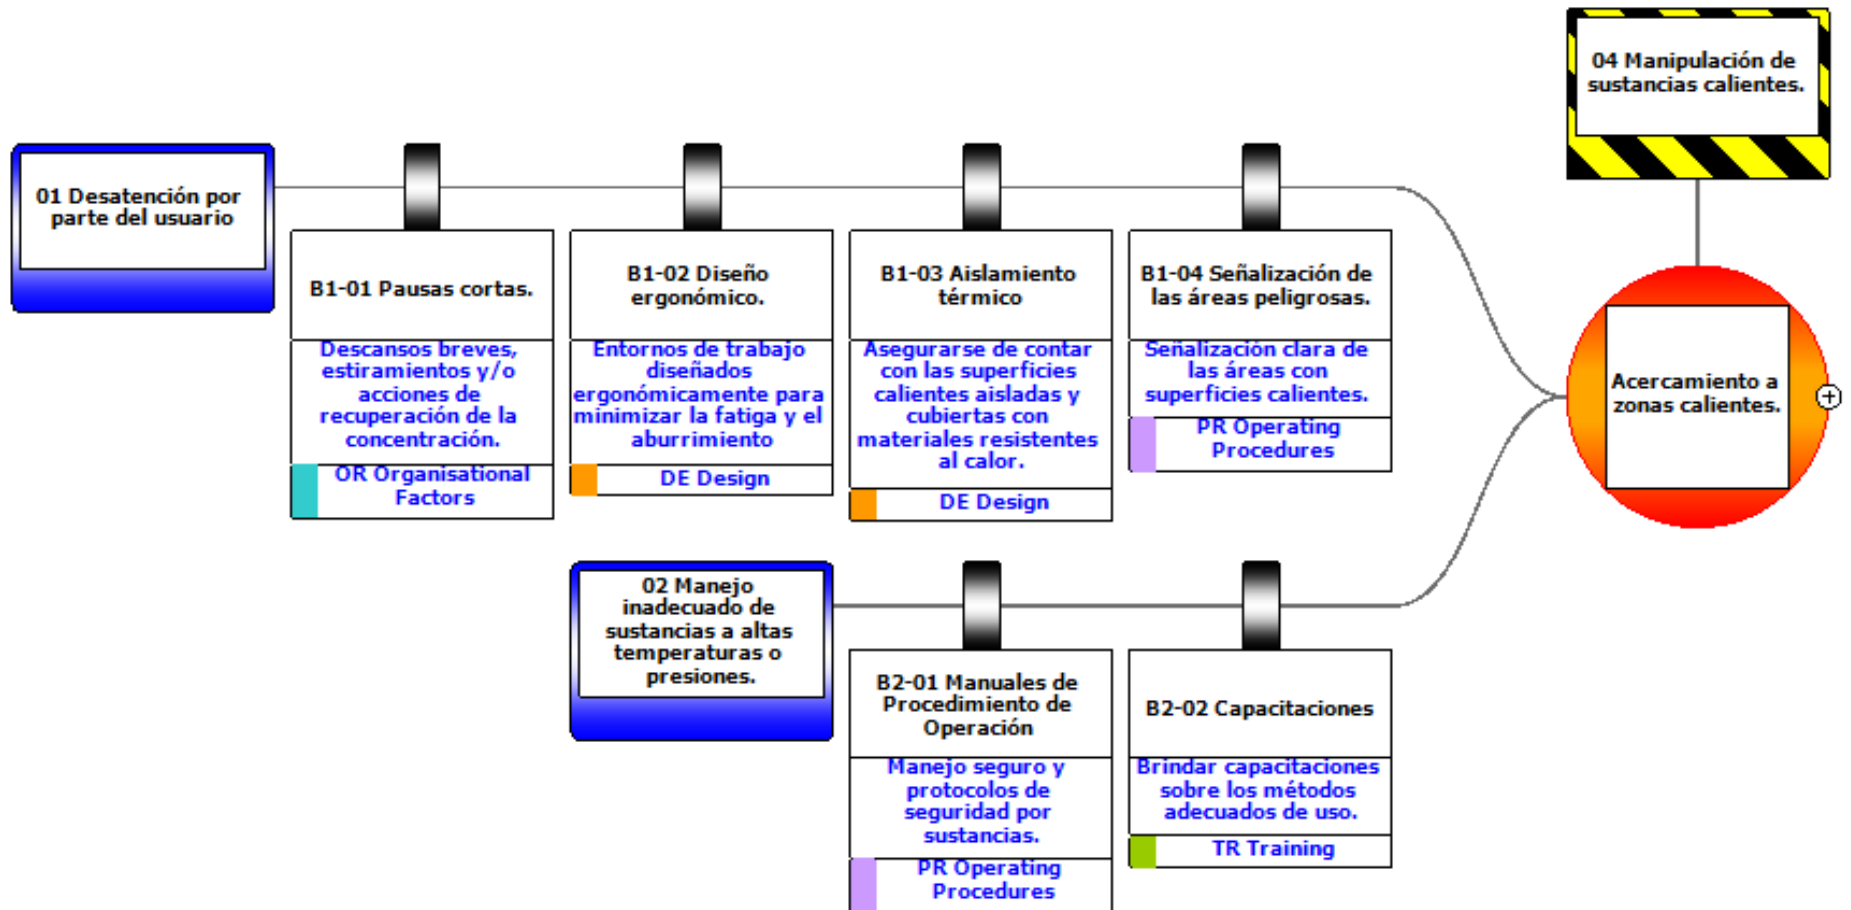 04 Manipulación de
sustancias calientes.
01 Desatención por
parte del usuario
B1-01 Pausas cortas.
Descansos breves,
estiramientos y/o
acciones de
recuperación de la
concentración.
OR Organisational
Factors
B1-02 Diseño
ergonómico.
Entornos de trabajo
diseñados
ergonómicamente para
minimizar la fatiga y el
aburrimiento
DE Design
B1-03 Aislamiento
térmico
Asegurarse de contar
con las superficies
calientes aisladas y
cubiertas con
materiales resistentes
al calor.
DE Design
B1-04 Señalización de
las áreas peligrosas.
Señalización clara de
las áreas con
superficies calientes.
PR Operating
Procedures
Acercamiento a
zonas calientes.
02 Manejo
inadecuado de
sustancias a altas
temperaturas o
presiones.
B2-01 Manuales de
Procedimiento de
Operación
Manejo seguro y
protocolos de
seguridad por
sustancias.
PR Operating
Procedures
B2-02 Capacitaciones
Brindar capacitaciones
sobre los métodos
adecuados de uso.
TR Training